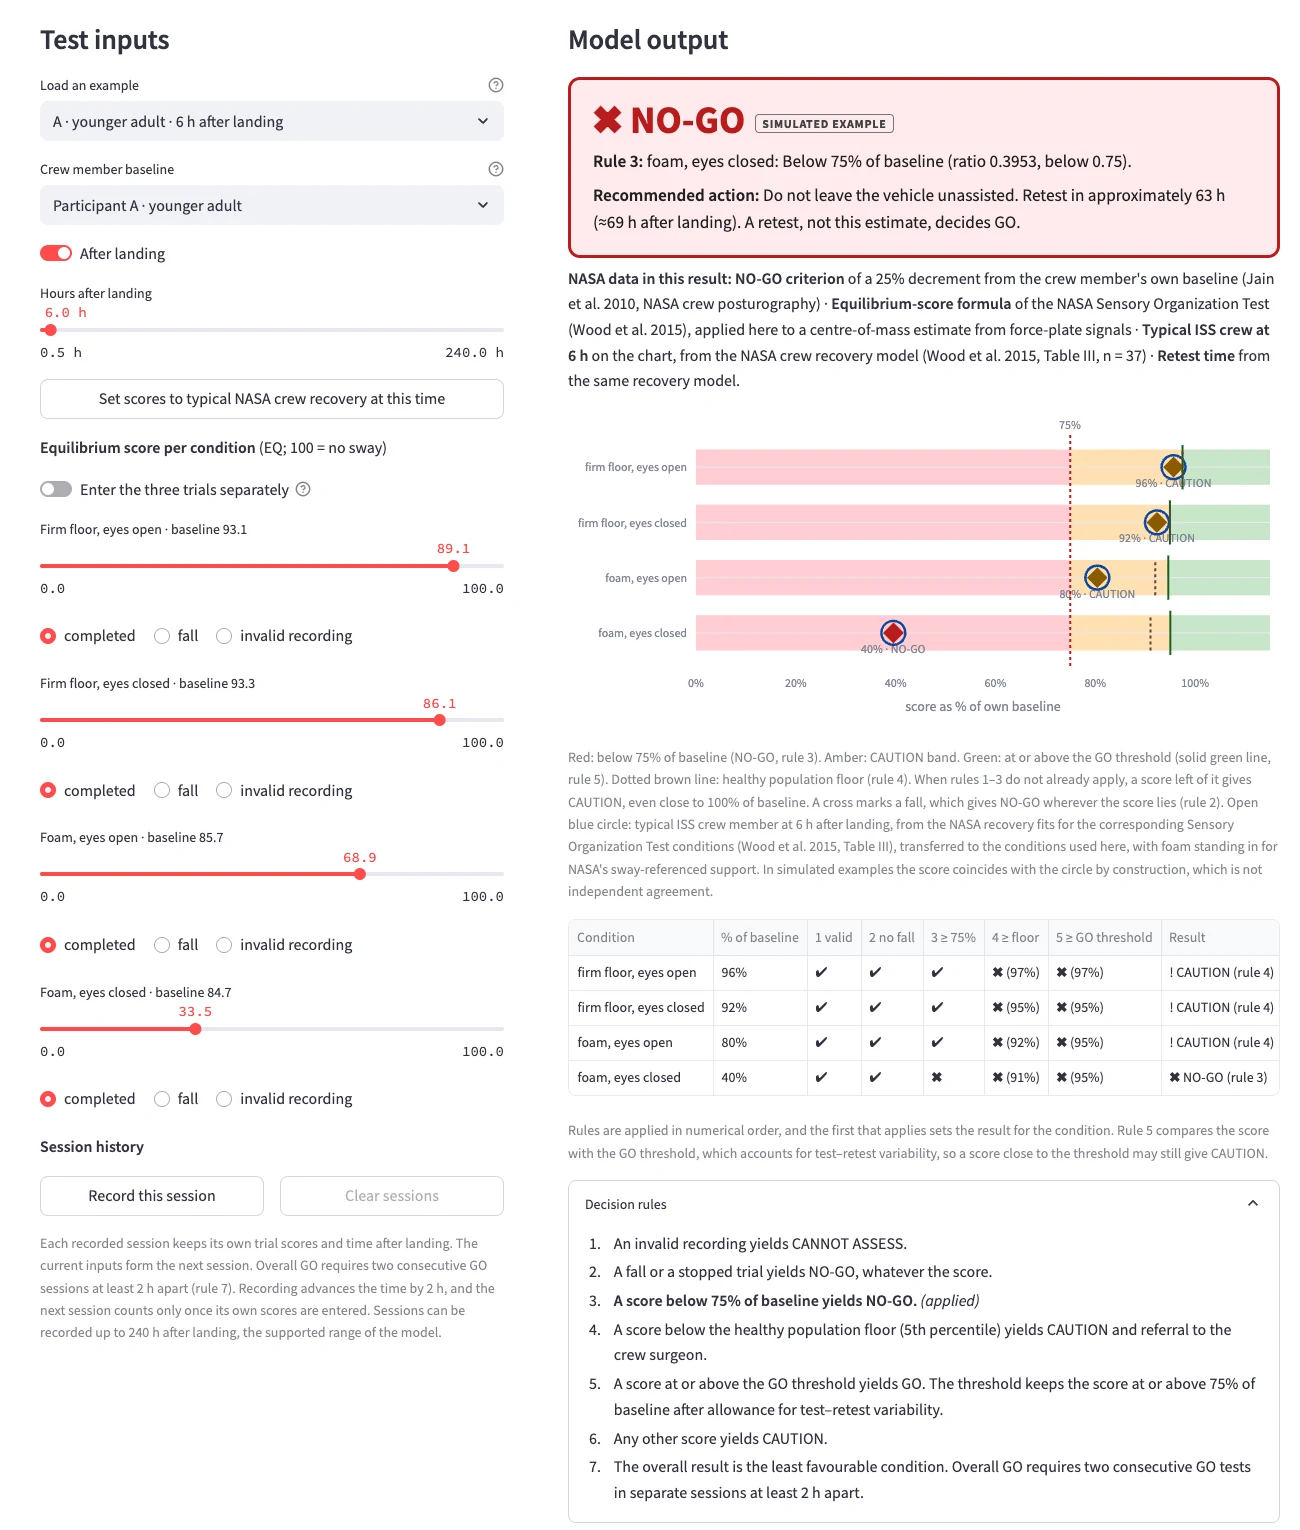 Test inputs
Load an example
A · younger adult · 6 h after landing
Crew member baseline
Participant A · younger adult
After landing
Hours after landing
6.0 h
0.5 h 240.0 h
Set scores to typical NASA crew recovery at this time
Equilibrium score per condition (EQ; 100 = no sway)
Enter the three trials separately
Firm floor, eyes open · baseline 93.1
89.1
0.0 100.0
completed fall invalid recording
Firm floor, eyes closed · baseline 93.3
86.1
0.0 100.0
completed fall invalid recording
Foam, eyes open · baseline 85.7
68.9
0.0 100.0
completed fall invalid recording
Foam, eyes closed · baseline 84.7
33.5
0.0 100.0
completed fall invalid recording
Session history
Record this session Clear sessions
Each recorded session keeps its own trial scores and time after landing. The
current inputs form the next session. Overall GO requires two consecutive GO
sessions at least 2 h apart (rule 7). Recording advances the time by 2 h, and the
next session counts only once its own scores are entered. Sessions can be
recorded up to 240 h after landing, the supported range of the model.
Model output
✖ NO-GO SIMULATED EXAMPLE
Rule 3: foam, eyes closed: Below 75% of baseline (ratio 0.3953, below 0.75).
Recommended action: Do not leave the vehicle unassisted. Retest in approximately 63 h
(≈69 h after landing). A retest, not this estimate, decides GO.
NASA data in this result: NO-GO criterion of a 25% decrement from the crew member's own baseline (Jain
et al. 2010, NASA crew posturography) · Equilibrium-score formula of the NASA Sensory Organization Test
(Wood et al. 2015), applied here to a centre-of-mass estimate from force-plate signals · Typical ISS crew at
6 h on the chart, from the NASA crew recovery model (Wood et al. 2015, Table III, n = 37) · Retest time from
the same recovery model.
75%
firm floor, eyes open
96% · CAUTION
firm floor, eyes closed
92% · CAUTION
foam, eyes open
80% · CAUTION
foam, eyes closed
40% · NO-GO
0% 20% 40% 60% 80% 100%
score as % of own baseline
Red: below 75% of baseline (NO-GO, rule 3). Amber: CAUTION band. Green: at or above the GO threshold (solid green line,
rule 5). Dotted brown line: healthy population floor (rule 4). When rules 1–3 do not already apply, a score left of it gives
CAUTION, even close to 100% of baseline. A cross marks a fall, which gives NO-GO wherever the score lies (rule 2). Open
blue circle: typical ISS crew member at 6 h after landing, from the NASA recovery fits for the corresponding Sensory
Organization Test conditions (Wood et al. 2015, Table III), transferred to the conditions used here, with foam standing in for
NASA's sway-referenced support. In simulated examples the score coincides with the circle by construction, which is not
independent agreement.
Condition % of baseline 1 valid 2 no fall 3 ≥ 75% 4 ≥ floor 5 ≥ GO threshold Result
firm floor, eyes open 96% ✔ ✔ ✔ ✖ (97%) ✖ (97%) ! CAUTION (rule 4)
firm floor, eyes closed 92% ✔ ✔ ✔ ✖ (95%) ✖ (95%) ! CAUTION (rule 4)
foam, eyes open 80% ✔ ✔ ✔ ✖ (92%) ✖ (95%) ! CAUTION (rule 4)
foam, eyes closed 40% ✔ ✔ ✖ ✖ (91%) ✖ (95%) ✖ NO-GO (rule 3)
Rules are applied in numerical order, and the first that applies sets the result for the condition. Rule 5 compares the score
with the GO threshold, which accounts for test–retest variability, so a score close to the threshold may still give CAUTION.
Decision rules
1. An invalid recording yields CANNOT ASSESS.
2. A fall or a stopped trial yields NO-GO, whatever the score.
3. A score below 75% of baseline yields NO-GO. (applied)
4. A score below the healthy population floor (5th percentile) yields CAUTION and referral to the
crew surgeon.
5. A score at or above the GO threshold yields GO. The threshold keeps the score at or above 75% of
baseline after allowance for test–retest variability.
6. Any other score yields CAUTION.
7. The overall result is the least favourable condition. Overall GO requires two consecutive GO tests
in separate sessions at least 2 h apart.